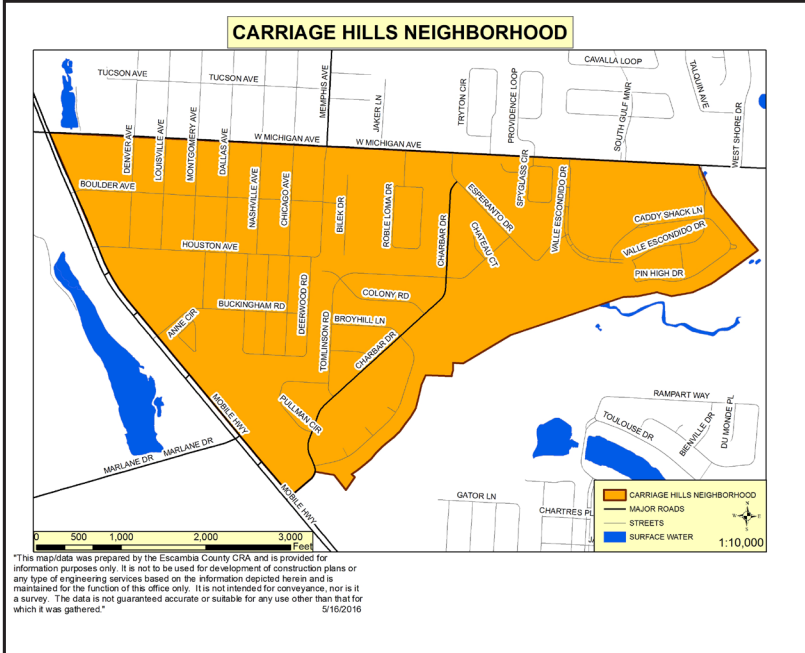 CARRIAGE HILLS NEIGHBORHOOD
CAVALLA LOOP
TUCSON AVE
TUCSON AVE
MEMPHIS AVE
JAKER LN
TRYTON CIR
PROVIDENCE LOOP
SOUTH GULF MNR
TALQUIN AVE
WEST SHORE DR
DENVER AVE
LOUISVILLE AVE
MONTGOMERY AVE
DALLAS AVE
W MICHIGAN AVE
W MICHIGAN AVE
BOULDER AVE
NASHVILLE AVE
CHICAGO AVE
BILEK DR
ROBLE LOMA DR
CHARBAR DR
ESPERANTO DR
SPYGLASS CIR
VALLE ESCONDIDO DR
CADDY SHACK LN
VALLE ESCONDIDO DR
CHATEAU CT
HOUSTON AVE
PIN HIGH DR
COLONY RD
BUCKINGHAM RD
DEERWOOD RD
ANNE CIR
TOMLINSON RD
BROYHILL LN
CHARBAR DR
PULLMAN CIR
MOBILE HWY
MARLANE DR
MARLANE DR
MOBILE HWY
RAMPART WAY
TOULOUSE DR
BIENVILLE DR
DU MONDE PL
GATOR LN
CHARTRES PL
JA
CARRIAGE HILLS NEIGHBORHOOD
MAJOR ROADS
STREETS
SURFACE WATER
N
W E
S
1:10,000
0 500 1,000 2,000 3,000
Feet
"This map/data was prepared by the Escambia County CRA and is provided for
information purposes only. It is not to be used for development of construction plans or
any type of engineering services based on the information depicted herein and is
maintained for the function of this office only. It is not intended for conveyance, nor is it
a survey. The data is not guaranteed accurate or suitable for any use other than that for
which it was gathered." 5/16/2016